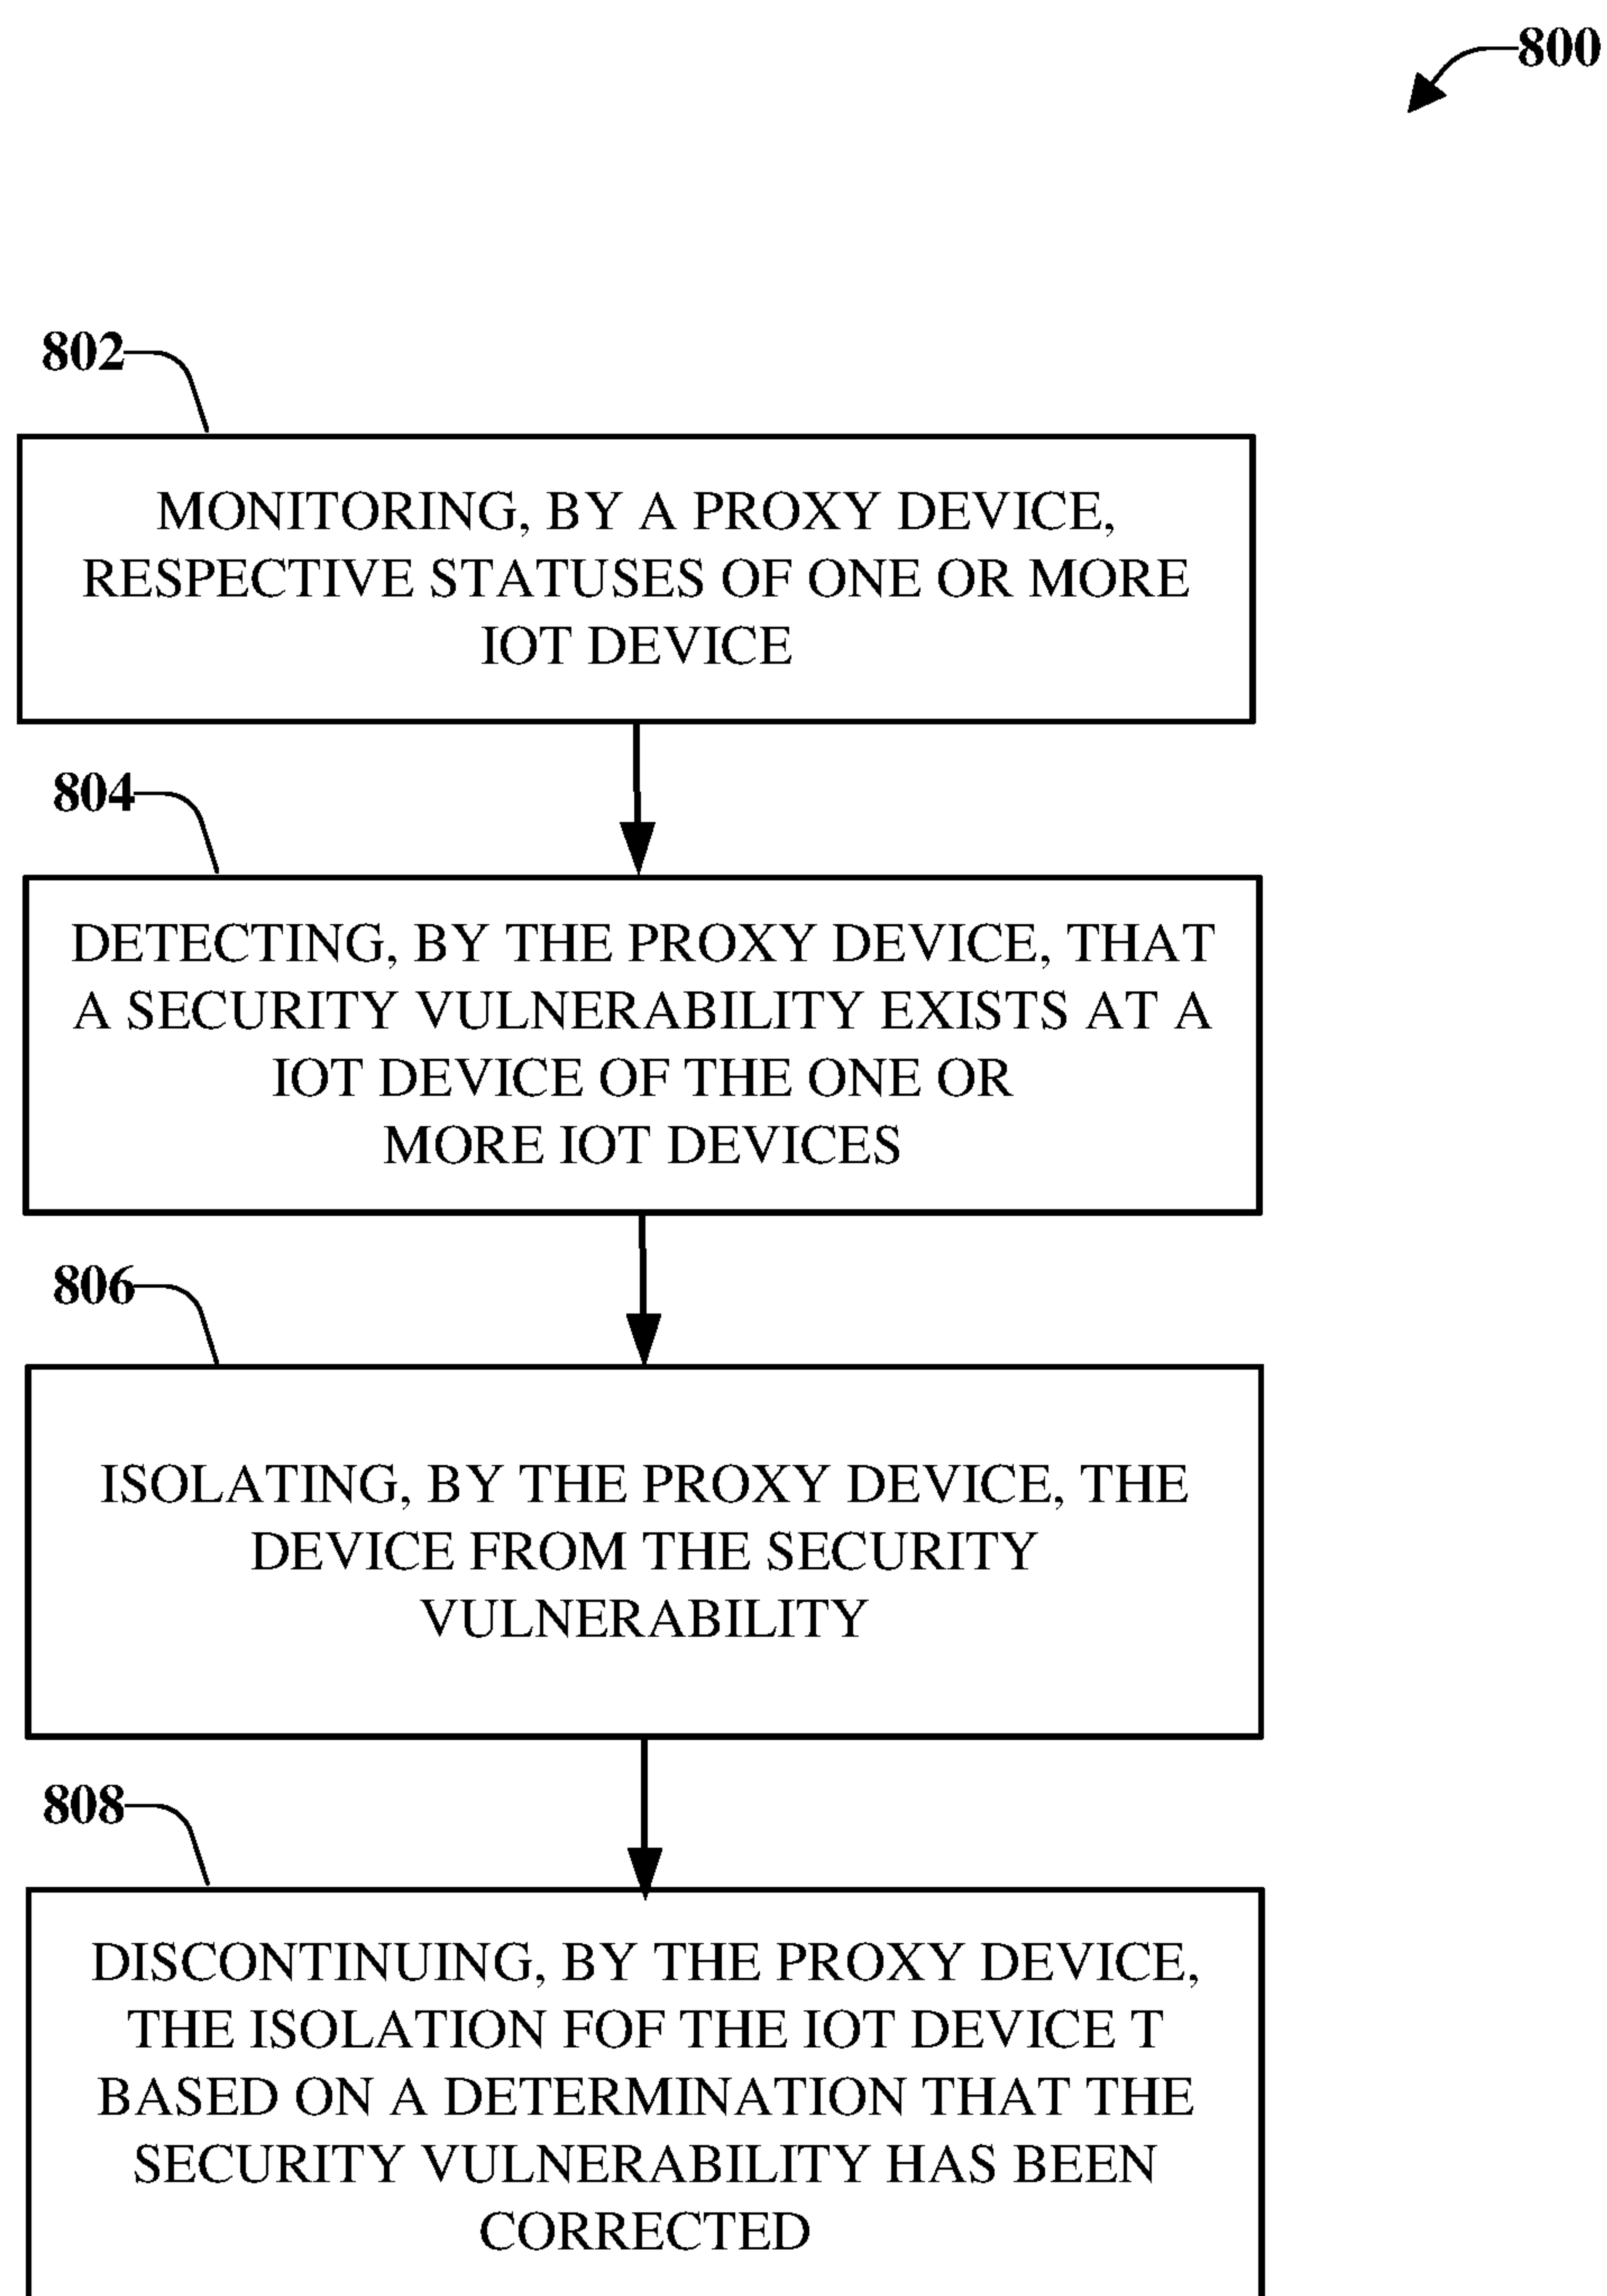 800
802
MONITORING, BY A PROXY DEVICE,
RESPECTIVE STATUSES OF ONE OR MORE
IOT DEVICE
804
DETECTING, BY THE PROXY DEVICE, THAT
A SECURITY VULNERABILITY EXISTS AT A
IOT DEVICE OF THE ONE OR
MORE IOT DEVICES
806
ISOLATING, BY THE PROXY DEVICE, THE
DEVICE FROM THE SECURITY
VULNERABILITY
808
DISCONTINUING, BY THE PROXY DEVICE,
THE ISOLATION FOF THE IOT DEVICE T
BASED ON A DETERMINATION THAT THE
SECURITY VULNERABILITY HAS BEEN
CORRECTED